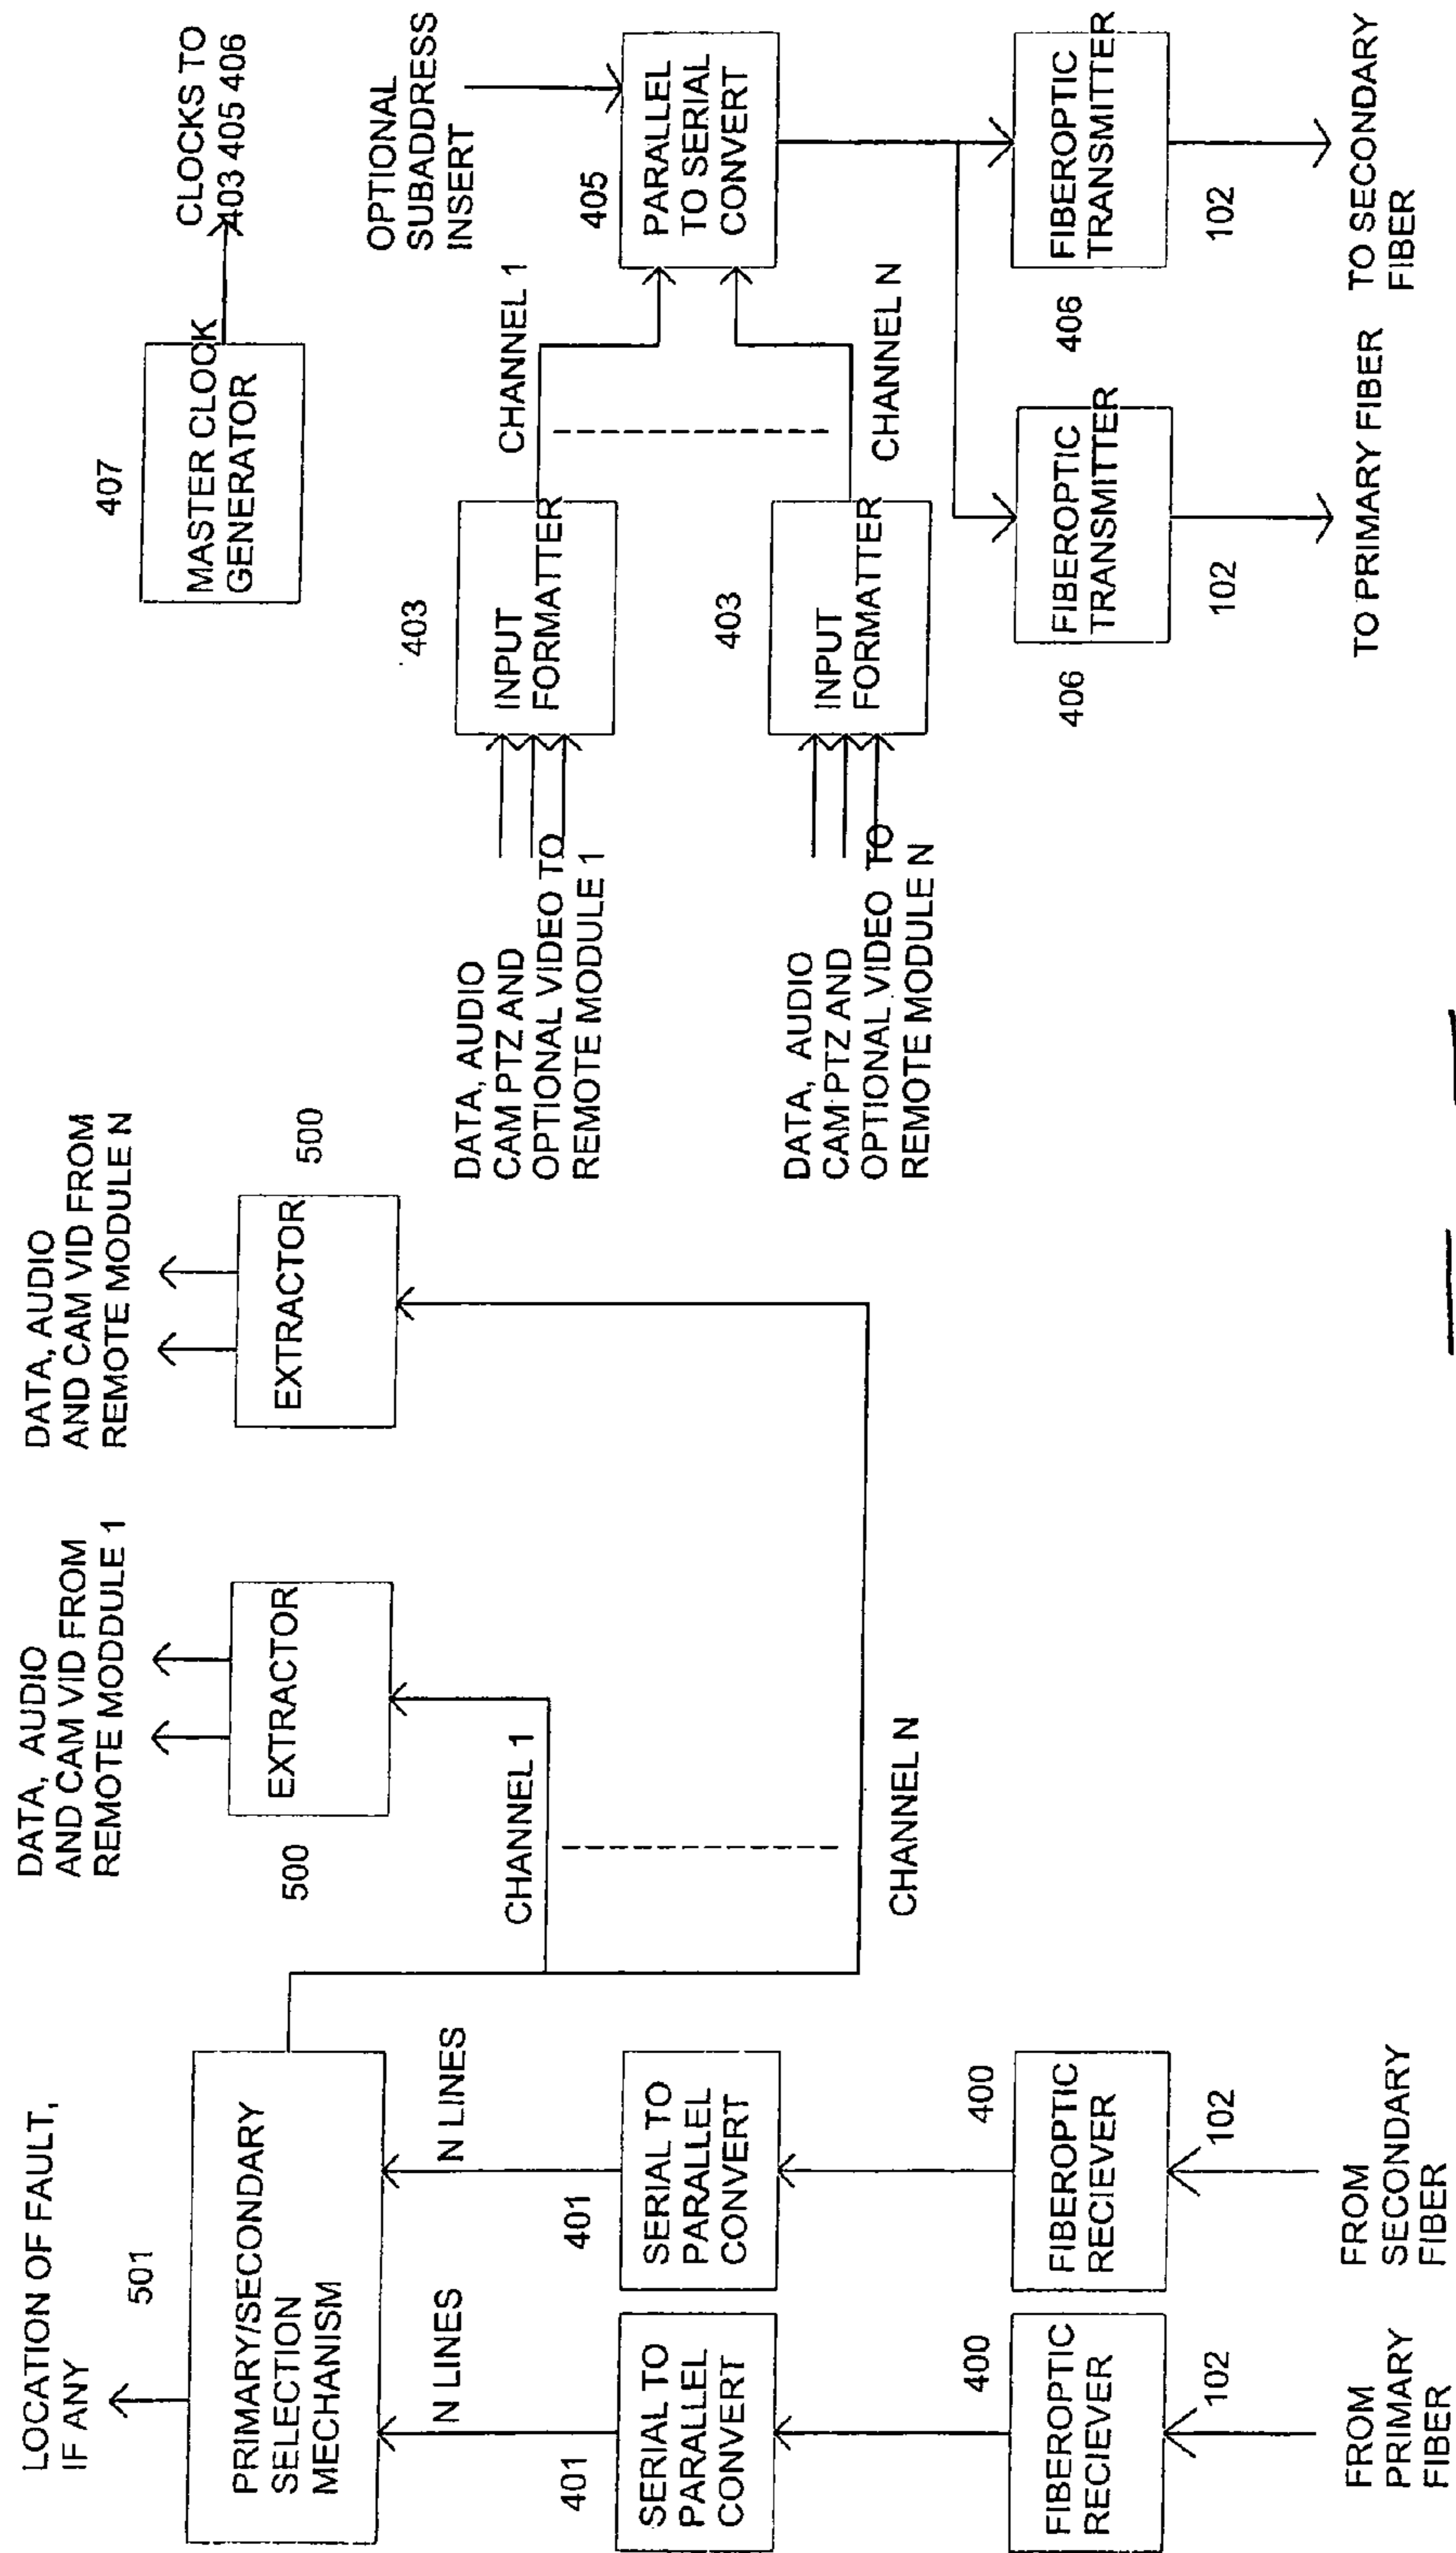 LOCATION OF FAULT,
IF ANY
501
PRIMARY/SECONDARY
SELECTION
MECHANISM
N LINES
N LINES
401
SERIAL TO
PARALLEL
CONVERT
401
SERIAL TO
PARALLEL
CONVERT
400
FIBEROPTIC
RECIEVER
400
FIBEROPTIC
RECIEVER
102
102
FROM
PRIMARY
FIBER
FROM
SECONDARY
FIBER
DATA, AUDIO
AND CAM VID FROM
REMOTE MODDULE 1
500
EXTRACTOR
CHANNEL 1
DATA, AUDIO
AND CAM VID FROM
REMOTE MODULE N
500
EXTRACTOR
CHANNEL N
407
MASTER CLOCK
GENERATOR
CLOCKS TO
403 405 406
DATA, AUDIO
CAM PTZ AND
OPTIONAL VIDEO TO
REMOTE MODULE 1
403
INPUT
FORMATTER
CHANNEL 1
DATA, AUDIO
CAM PTZ AND
OPTIONAL VIDEO TO
REMOTE MODULE N
403
INPUT
FORMATTER
CHANNEL N
OPTIONAL
SUBADDRESS
INSERT
405
PARALLEL
TO SERIAL
CONVERT
406
FIBEROPTIC
TRANSMITTER
102
TO PRIMARY FIBER
406
FIBEROPTIC
TRANSMITTER
102
TO SECONDARY
FIBER